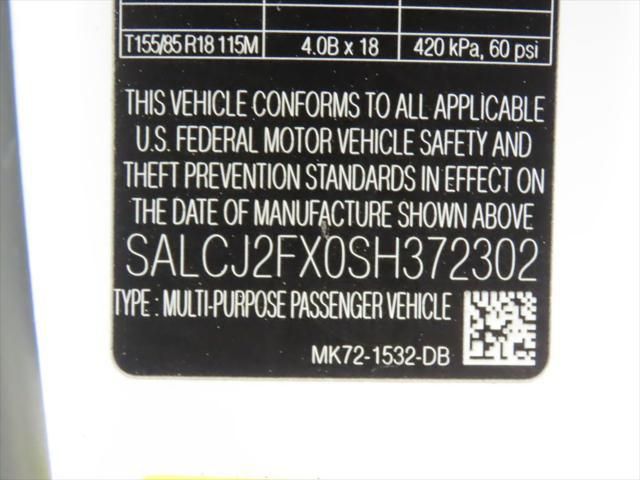 T155/85 R18 115M 4.0B x 18 420 kPa, 60 psi
THIS VEHICLE CONFORMS TO ALL APPLICABLE
U.S. FEDERAL MOTOR VEHICLE SAFETY AND
THEFT PREVENTION STANDARDS IN EFFECT ON
THE DATE OF MANUFACTURE SHOWN ABOVE
SALCJ2FX0SH372302
TYPE : MULTI-PURPOSE PASSENGER VEHICLE
MK72-1532-DB